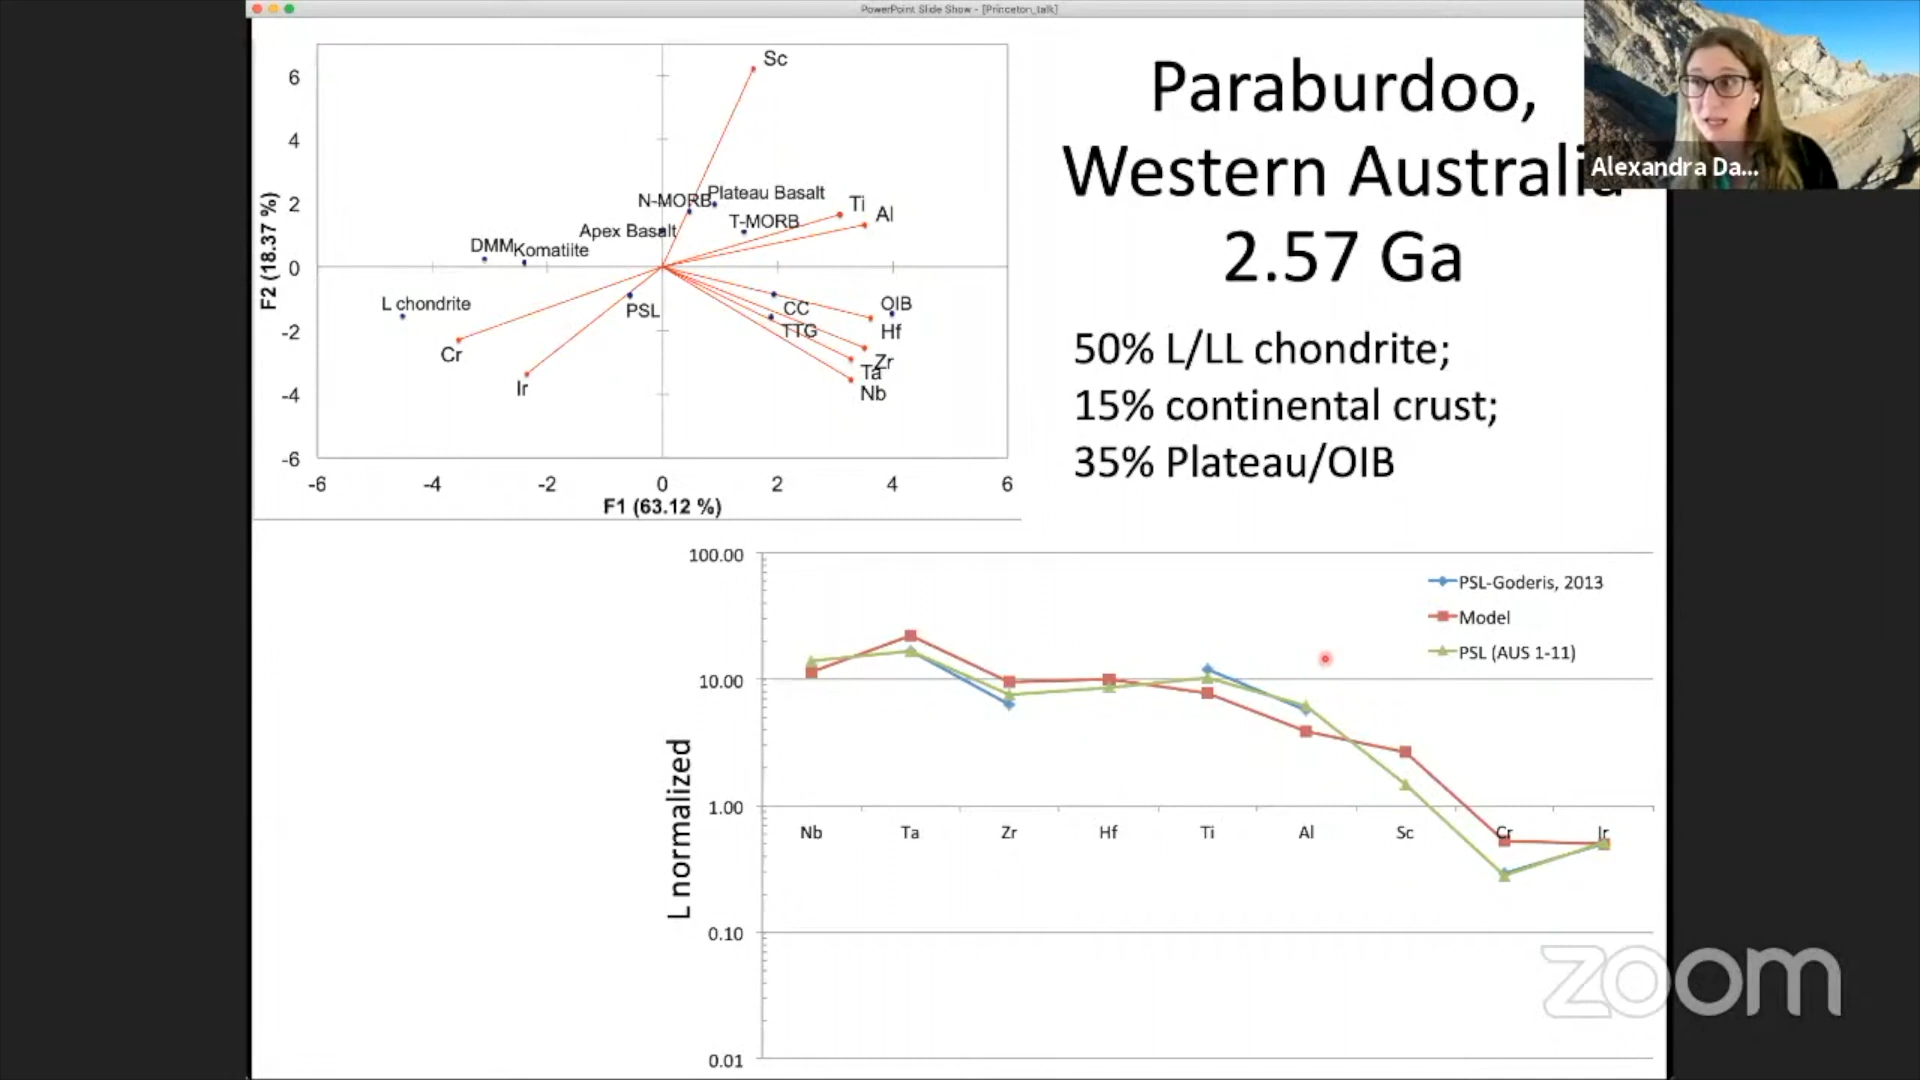 PowerPoint Slide Show - [Princeton_talk]
Sc
6
4
Plateau Basalt
N-MORB
Ti
2
Al
T-MORB
Apex Basalt
DMM
Komatiite
0
L chondrite
OIB
PSL
CC
TTG
Hf
-2
Cr
Zr
Ta
Ir
Nb
-4
-6
F2 (18.37 %)
-6
-4
-2
0
2
4
6
F1 (63.12 %)
Paraburdoo,
Western Australia
2.57 Ga
50% L/LL chondrite;
15% continental crust;
35% Plateau/OIB
Alexandra Da...
100.00
10.00
1.00
0.10
0.01
L normalized
PSL-Goderis, 2013
Model
PSL (AUS 1-11)
Nb
Ta
Zr
Hf
Ti
Al
Sc
Cr
Ir
zoom